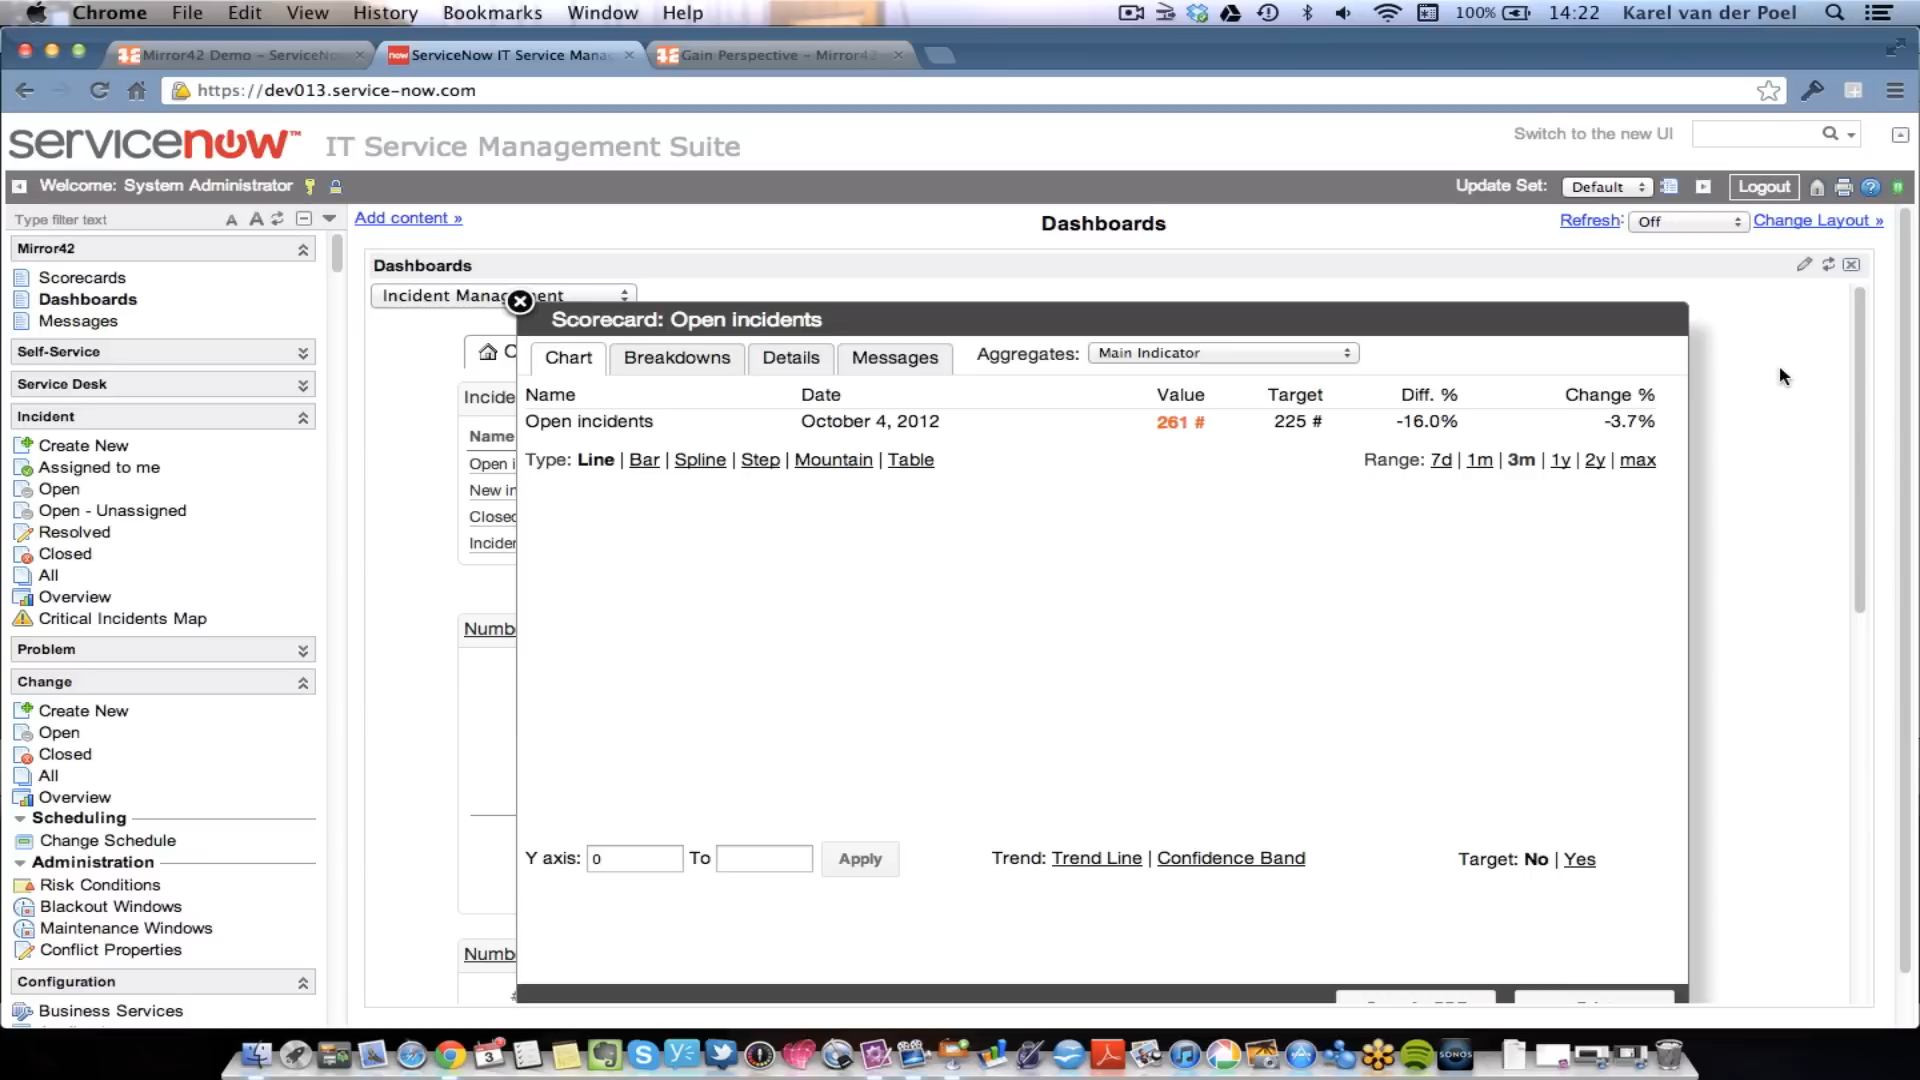 Chrome File Edit View History Bookmarks Window Help 100% 14:22 Karel van der Poel
Mirror42 Demo – ServiceNo
ServiceNow IT Service Mana
Gain Perspective – Mirror42
https://dev013.service-now.com
servicenow™ IT Service Management Suite
Switch to the new UI
Welcome: System Administrator
Update Set: Default Logout
Type filter text A A
Add content »
Dashboards
Refresh: Off Change Layout »
Mirror42
Scorecards
Dashboards
Messages
Self-Service
Service Desk
Incident
Create New
Assigned to me
Open
Open - Unassigned
Resolved
Closed
All
Overview
Critical Incidents Map
Problem
Change
Create New
Open
Closed
All
Overview
Scheduling
Change Schedule
Administration
Risk Conditions
Blackout Windows
Maintenance Windows
Conflict Properties
Configuration
Business Services
Dashboards
Incident Management
Incide
Name
Open i
New in
Closed
Inciden
Numb
Numb
Scorecard: Open incidents
Chart Breakdowns Details Messages Aggregates: Main Indicator
Name Date Value Target Diff. % Change %
Open incidents October 4, 2012 261 # 225 # -16.0% -3.7%
Type: Line | Bar | Spline | Step | Mountain | Table
Range: 7d | 1m | 3m | 1y | 2y | max
Y axis: 0 To Apply
Trend: Trend Line | Confidence Band
Target: No | Yes
3
SONOS